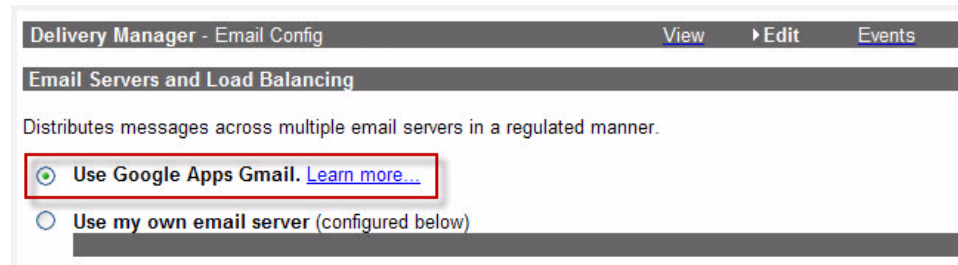 Delivery Manager - Email Config View Edit Events
Email Servers and Load Balancing
Distributes messages across multiple email servers in a regulated manner.
Use Google Apps Gmail. Learn more...
Use my own email server (configured below)